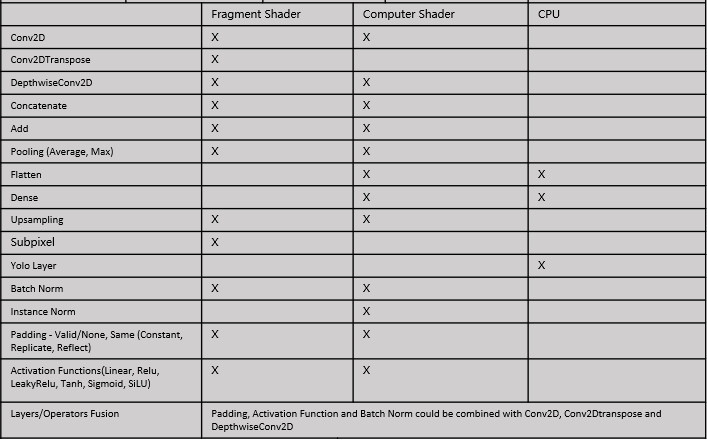 Fragment Shader Computer Shader CPU
Conv2D X X
Conv2DTranspose X
DepthwiseConv2D X X
Concatenate X X
Add X X
Pooling (Average, Max) X X
Flatten X X
Dense X X
Upsampling X X
Subpixel X
Yolo Layer X
Batch Norm X X
Instance Norm X
Padding - Valid/None, Same (Constant, X X
Replicate, Reflect)
Activation Functions(Linear, Relu, X X
LeakyRelu, Tanh, Sigmoid, SiLU)
Layers/Operators Fusion Padding, Activation Function and Batch Norm could be combined with Conv2D, Conv2Dtranspose and
DepthwiseConv2D